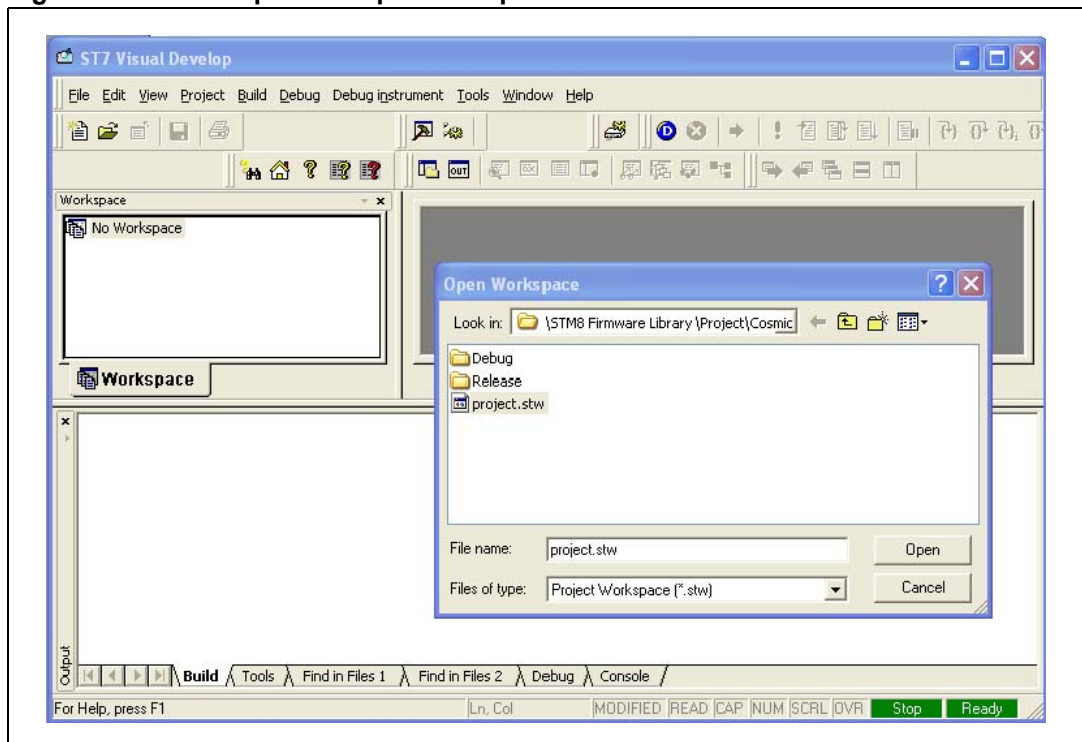 ST7 Visual Develop
File Edit View Project Build Debug Debug instrument Tools Window Help
D
OUT
Workspace
No Workspace
Workspace
Open Workspace
Look in: \STM8 Firmware Library \Project\Cosmic
Debug
Release
project.stw
File name: project.stw Open
Files of type: Project Workspace (*.stw) Cancel
Output
Build Tools Find in Files 1 Find in Files 2 Debug Console
For Help, press F1 Ln, Col MODIFIED READ CAP NUM SCRL OVR Stop Ready